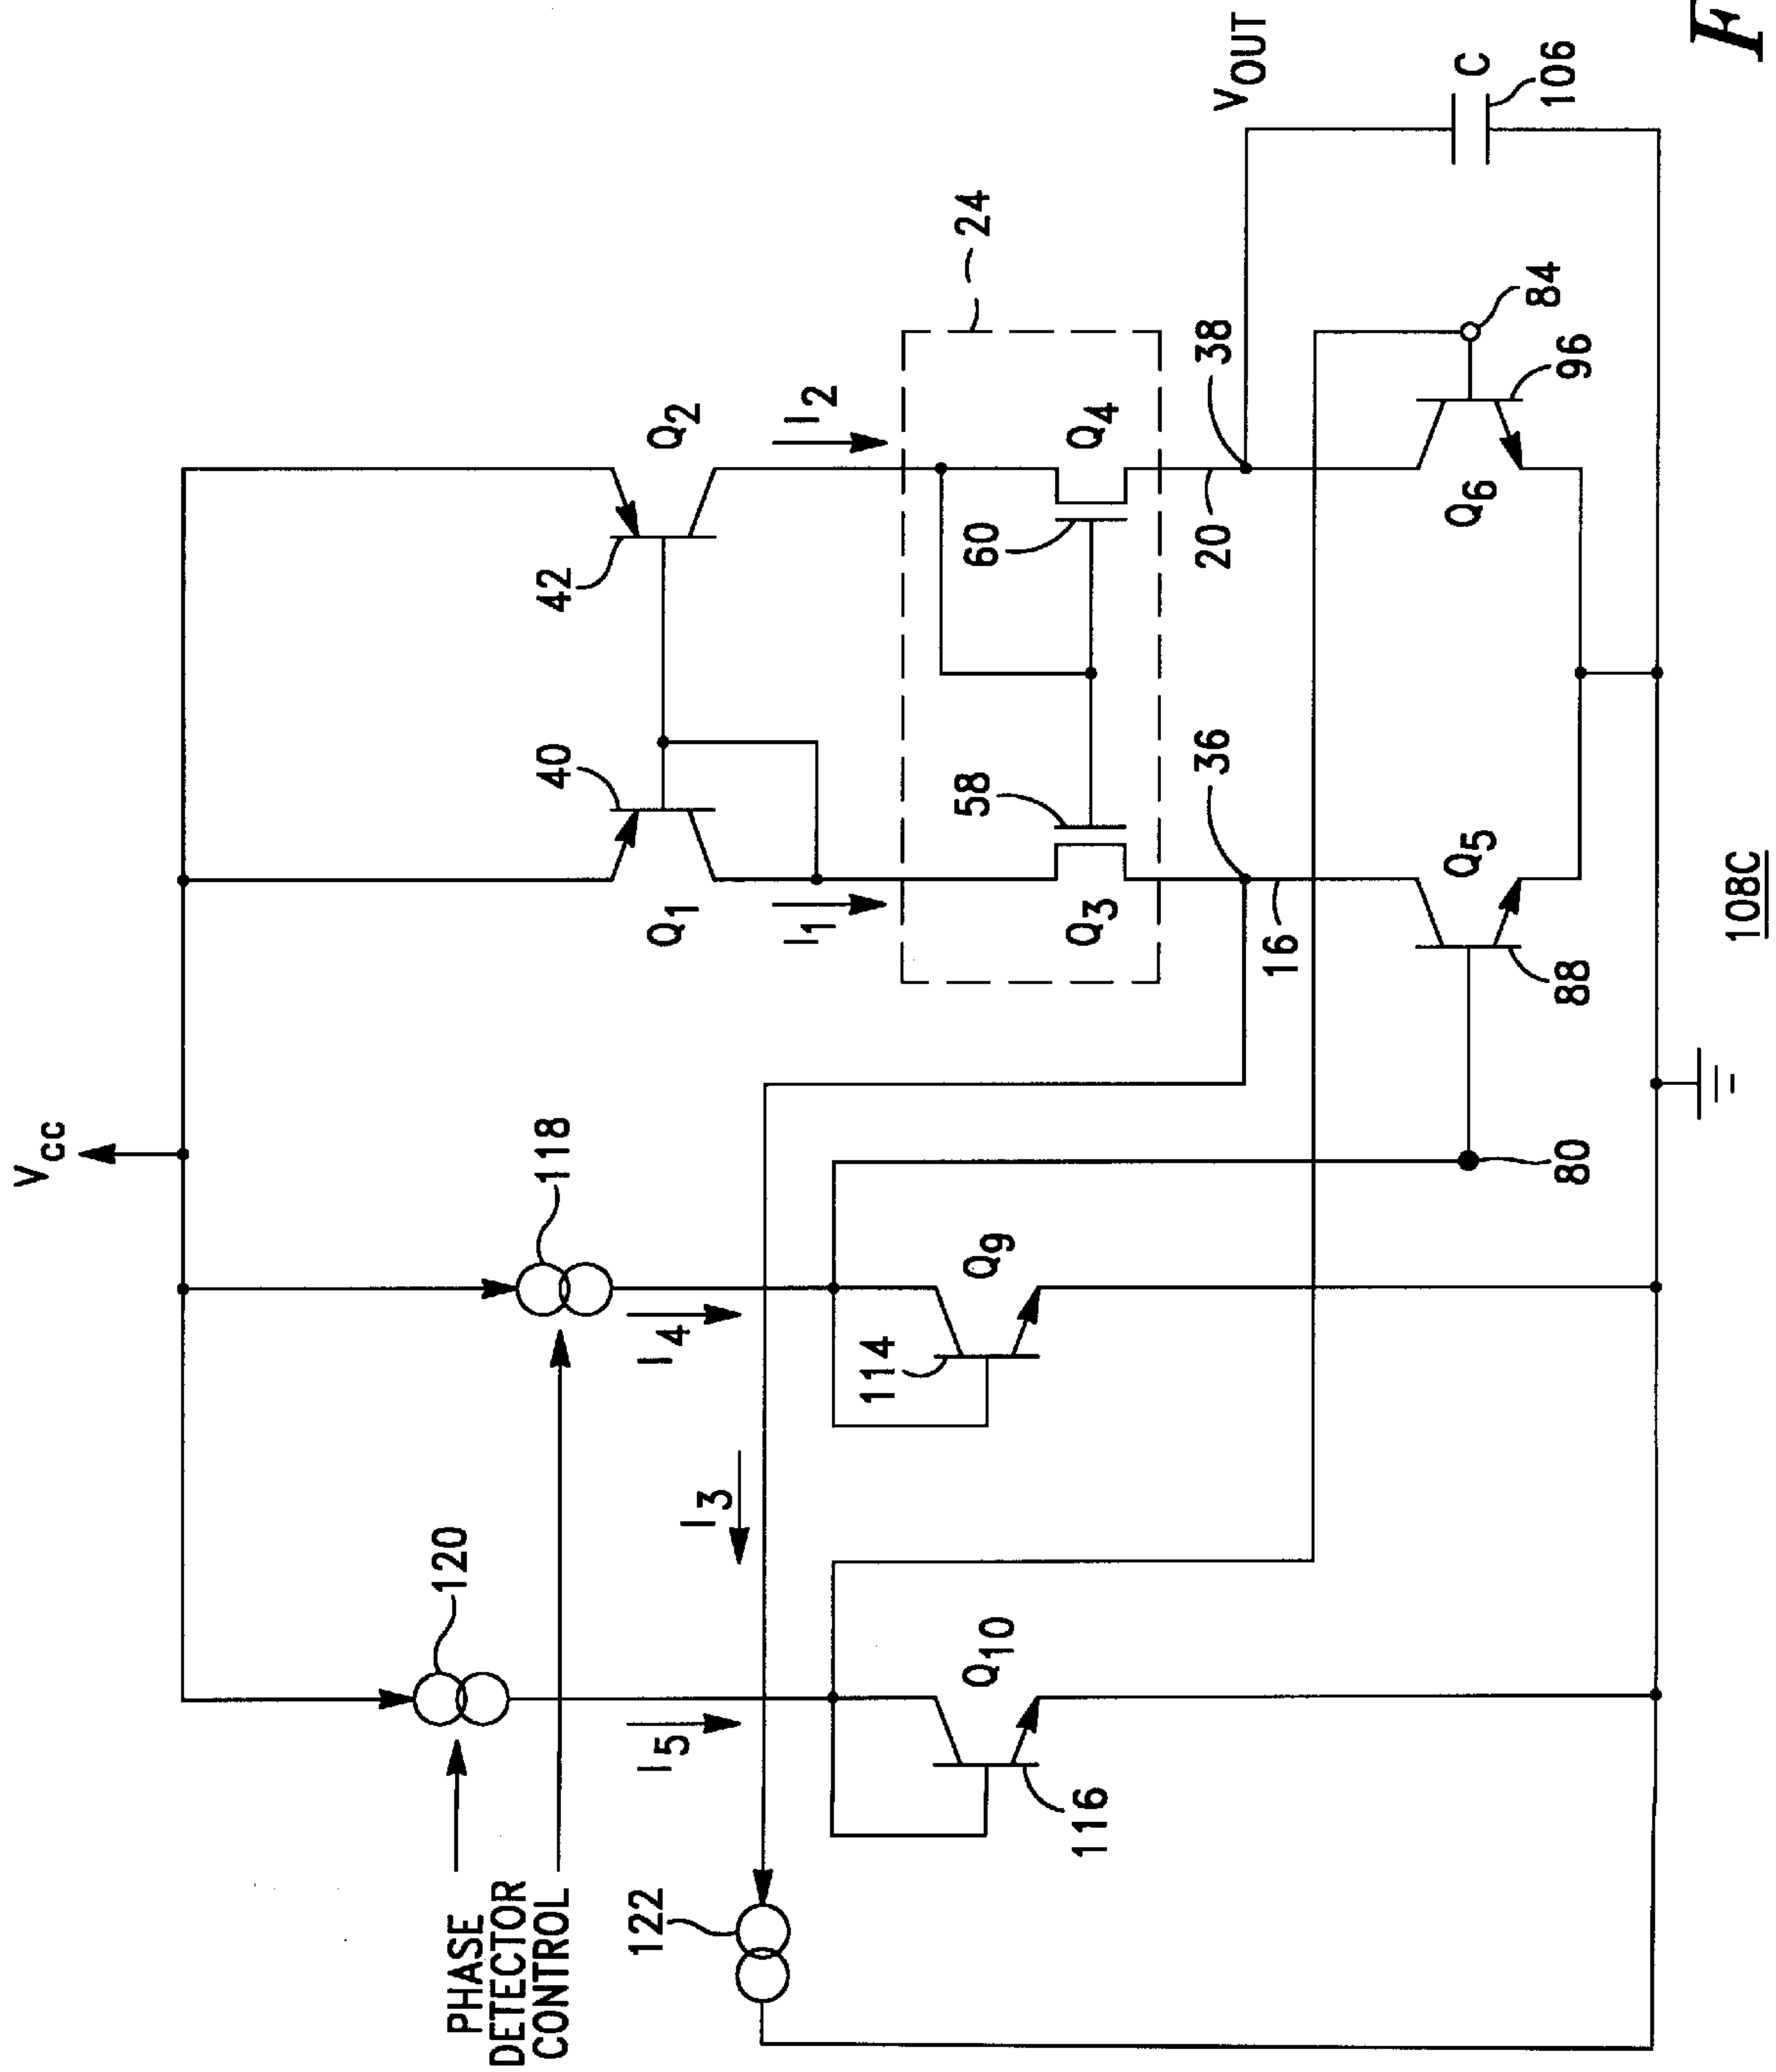 Vcc
120
118
PHASE
DETECTOR
CONTROL
I5
I4
I3
122
Q10
116
Q9
114
40
42
Q1
Q2
I1
I2
24
58
60
Q3
Q4
36
38
16
20
VOUT
Q5
Q6
88
96
80
84
C
106
108C
F